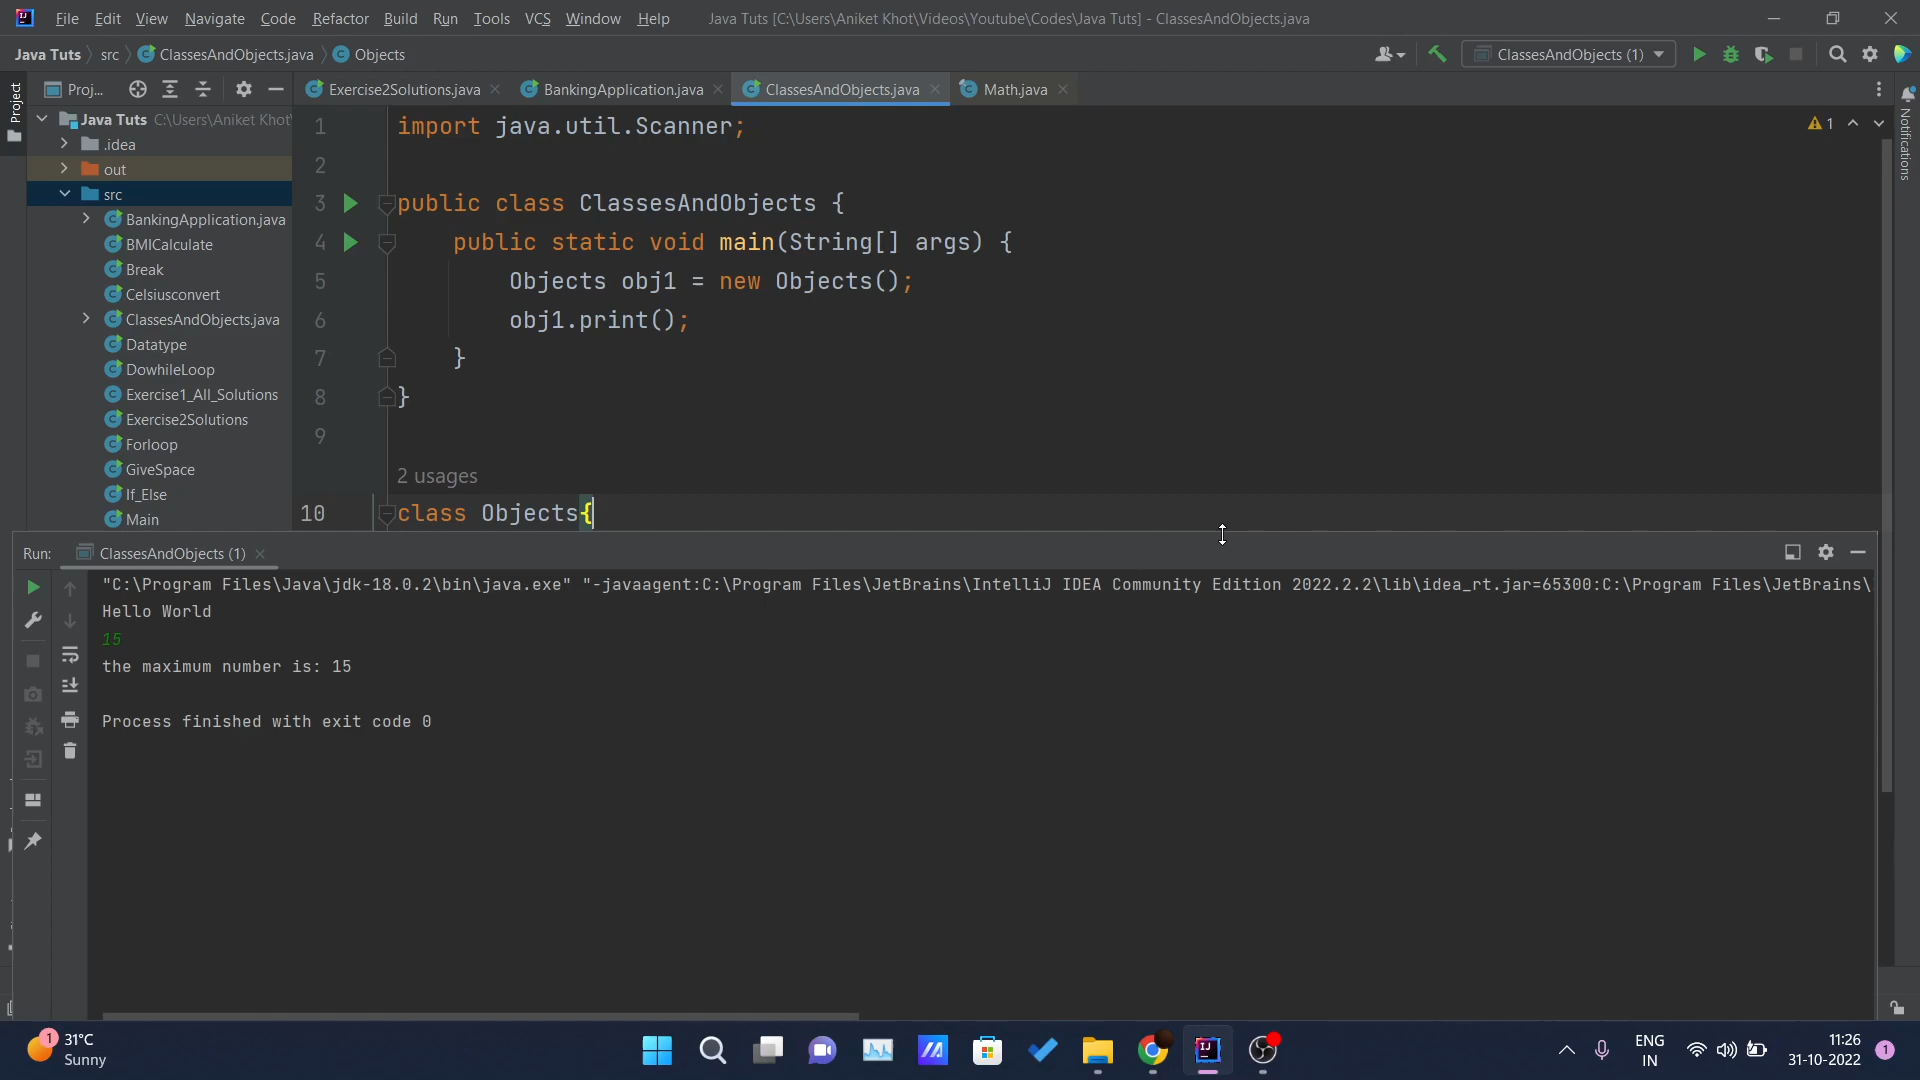 File Edit View Navigate Code Refactor Build Run Tools VCS Window Help Java Tuts [C:\Users\Aniket Khot\Videos\Youtube\Codes\Java Tuts] - ClassesAndObjects.java
Java Tuts src ClassesAndObjects.java Objects ClassesAndObjects (1)
Project
Proj...
Exercise2Solutions.java BankingApplication.java ClassesAndObjects.java Math.java
Java Tuts C:\Users\Aniket Khot\
.idea
out
src
BankingApplication.java
BMICalculate
Break
Celsiusconvert
ClassesAndObjects.java
Datatype
DowhileLoop
Exercise1_All_Solutions
Exercise2Solutions
Forloop
GiveSpace
If_Else
Main
1 import java.util.Scanner;
2
3 public class ClassesAndObjects {
4 public static void main(String[] args) {
5 Objects obj1 = new Objects();
6 obj1.print();
7 }
8 }
9
2 usages
10 class Objects{
1
Notifications
Run: ClassesAndObjects (1)
"C:\Program Files\Java\jdk-18.0.2\bin\java.exe" "-javaagent:C:\Program Files\JetBrains\IntelliJ IDEA Community Edition 2022.2.2\lib\idea_rt.jar=65300:C:\Program Files\JetBrains\
Hello World
15
the maximum number is: 15
Process finished with exit code 0
1
31°C
Sunny
ENG
IN
11:26
31-10-2022
1